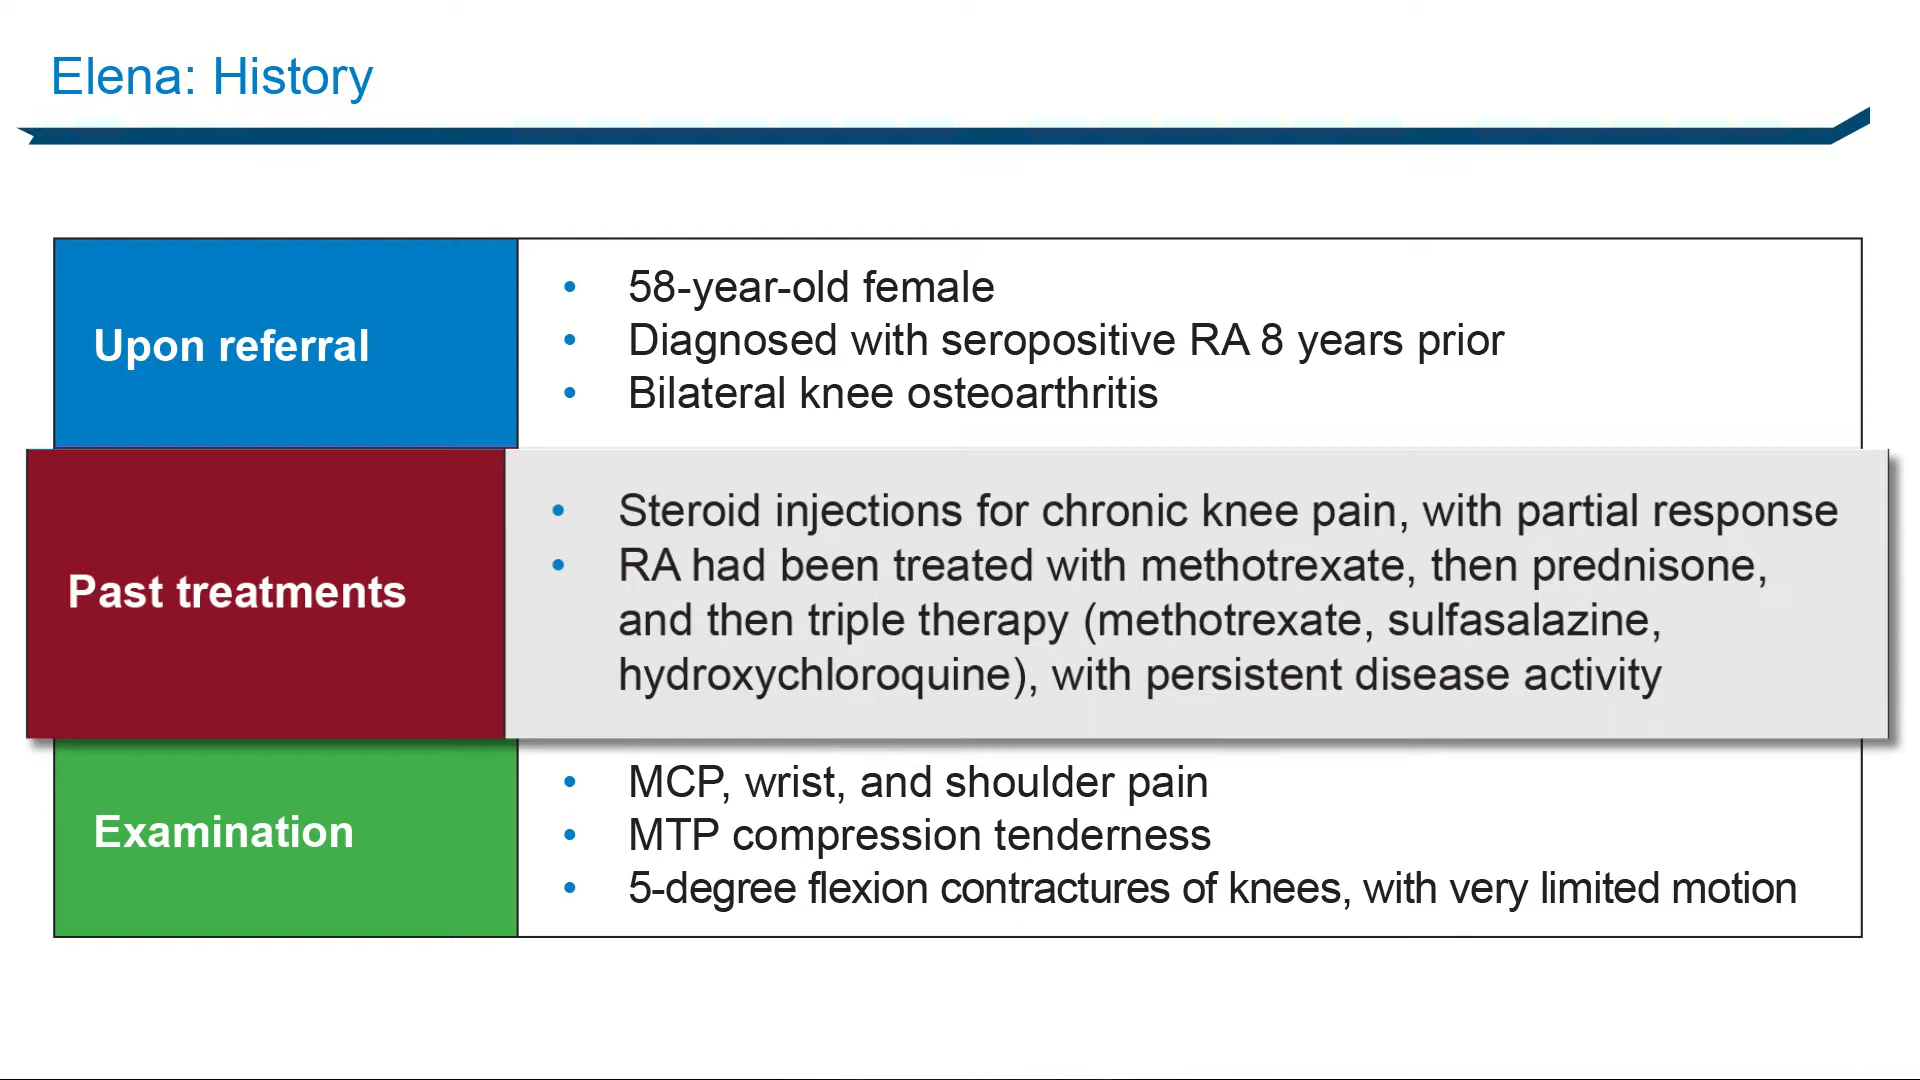 Elena: History
Upon referral
• 58-year-old female
• Diagnosed with seropositive RA 8 years prior
• Bilateral knee osteoarthritis
Past treatments
• Steroid injections for chronic knee pain, with partial response
• RA had been treated with methotrexate, then prednisone,
and then triple therapy (methotrexate, sulfasalazine,
hydroxychloroquine), with persistent disease activity
Examination
• MCP, wrist, and shoulder pain
• MTP compression tenderness
• 5-degree flexion contractures of knees, with very limited motion